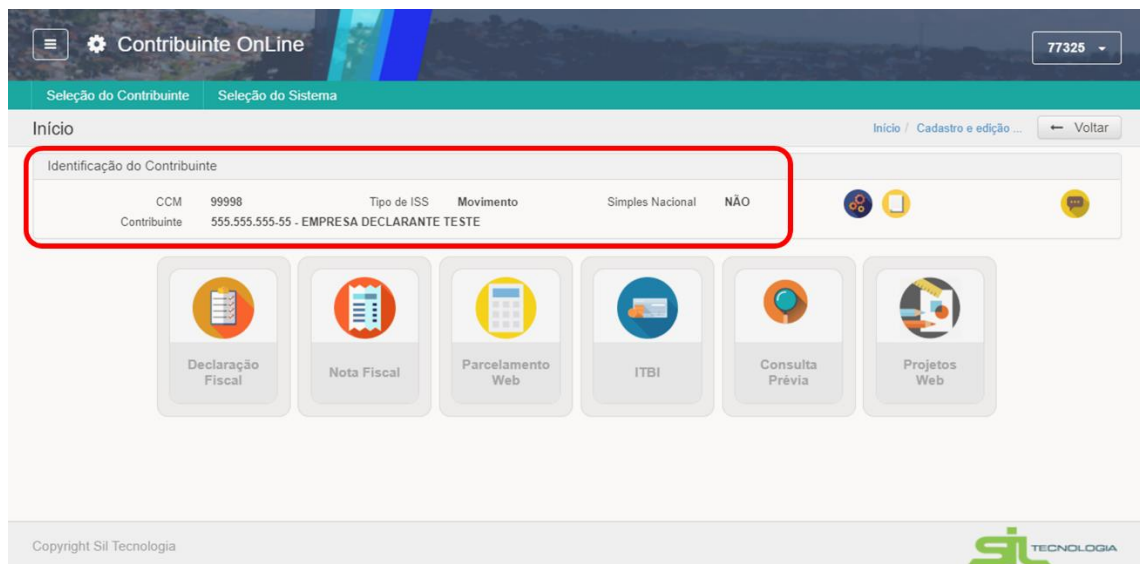 Contribuinte OnLine
77325
Seleção do Contribuinte Seleção do Sistema
Início
Início / Cadastro e edição ... ← Voltar
Identificação do Contribuinte
CCM 99998 Tipo de ISS Movimento Simples Nacional NÃO
Contribuinte 555.555.555-55 - EMPRESA DECLARANTE TESTE
Declaração
Fiscal
Nota Fiscal
Parcelamento
Web
ITBI
Consulta
Prévia
Projetos
Web
Copyright Sil Tecnologia
Sil TECNOLOGIA